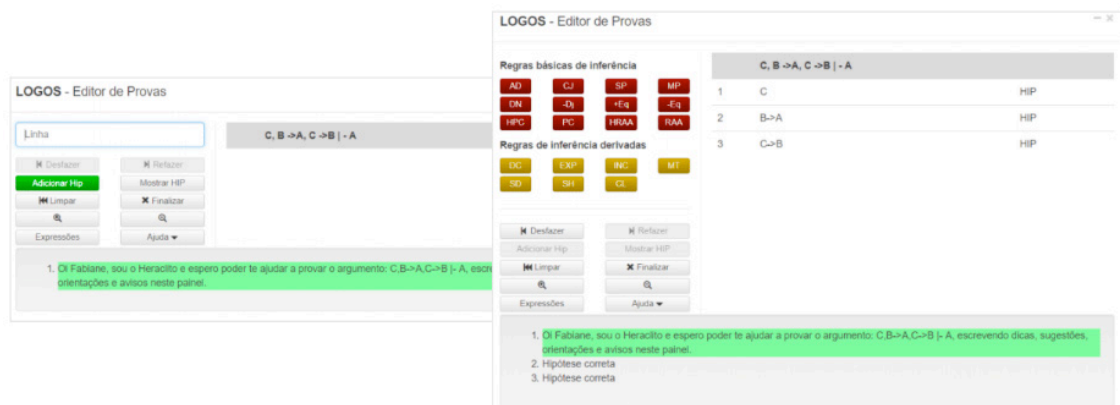 LOGOS - Editor de Provas
Linha
C, B ->A, C ->B | - A
Desfazer
Refazer
Adicionar Hip
Mostrar HIP
Limpar
Finalizar
Expressões
Ajuda
1. Oi Fabiane, sou o Heraclito e espero poder te ajudar a provar o argumento: C,B->A,C->B |- A, escre
orientações e avisos neste painel.
LOGOS - Editor de Provas
Regras básicas de inferência
AD CJ SP MP
DN -Dj +Eq -Eq
HPC PC HRAA RAA
Regras de inferência derivadas
DC EXP INC MT
SD SH CL
Desfazer
Refazer
Adicionar Hip
Mostrar HIP
Limpar
Finalizar
Expressões
Ajuda
C, B ->A, C ->B | - A
1 C HIP
2 B->A HIP
3 C->B HIP
1. Oi Fabiane, sou o Heraclito e espero poder te ajudar a provar o argumento: C,B->A,C->B |- A, escrevendo dicas, sugestões,
orientações e avisos neste painel.
2. Hipótese correta
3. Hipótese correta